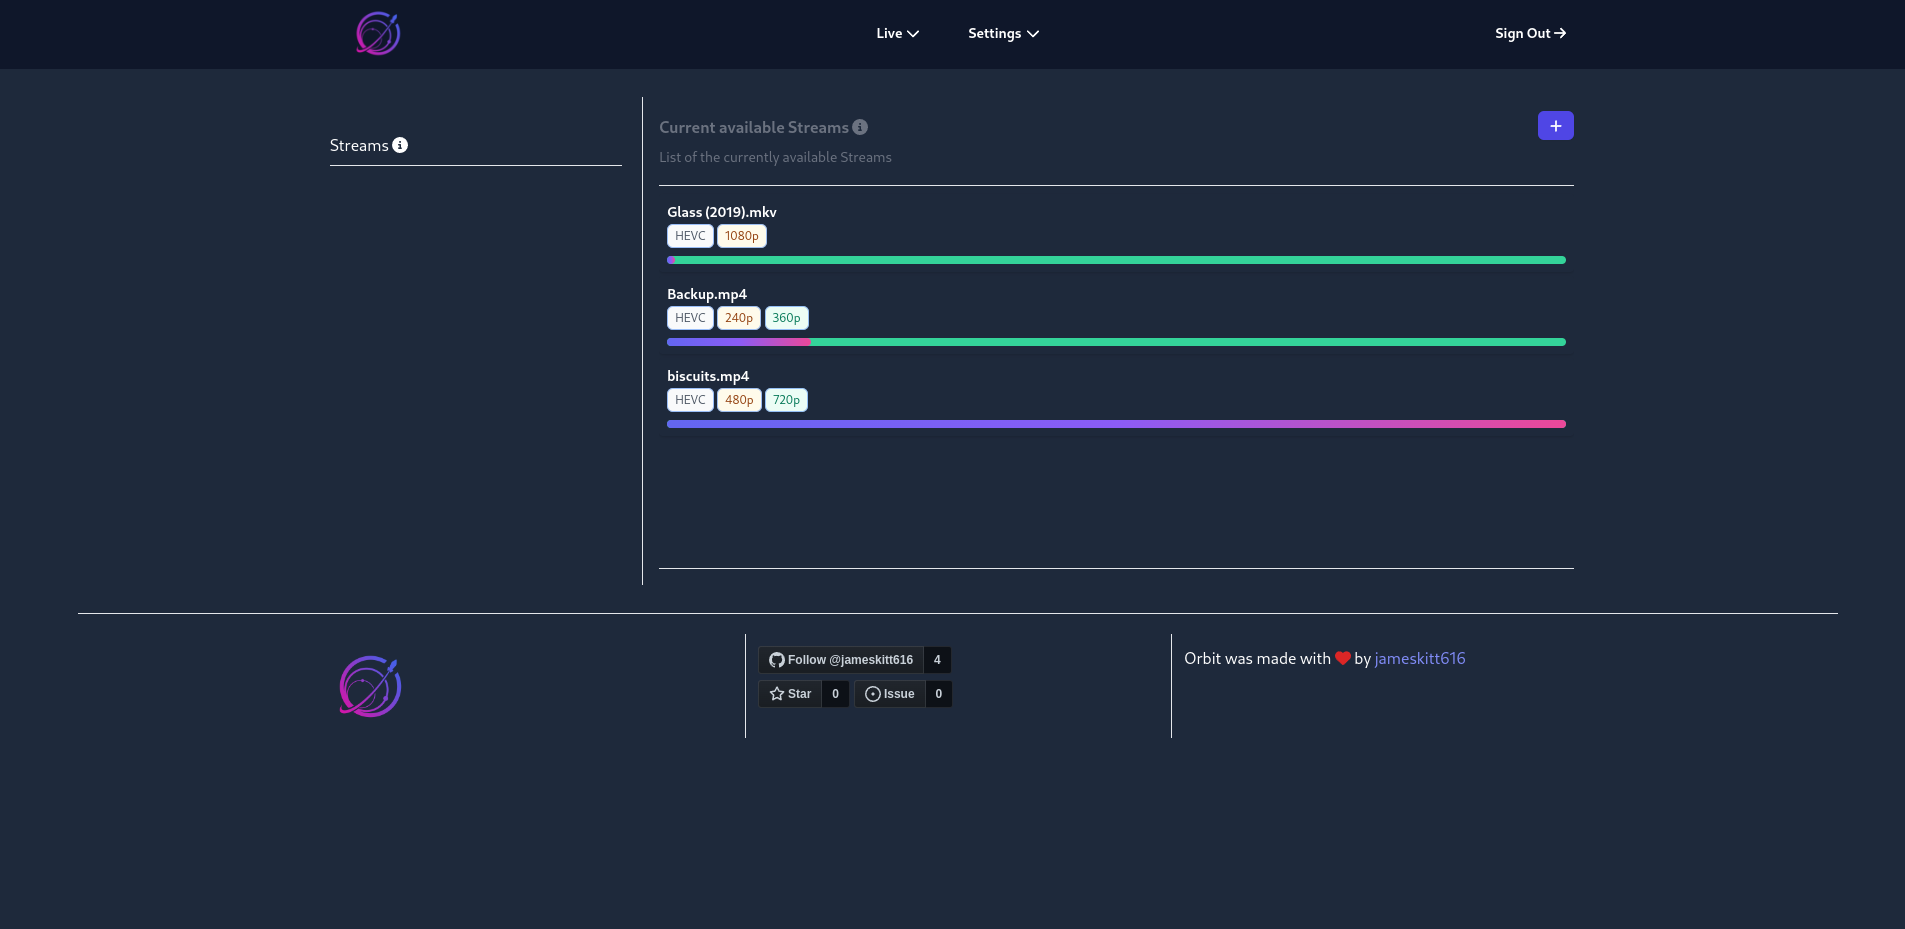 Live
Settings
Sign Out
Streams
Current available Streams
List of the currently available Streams
+
Glass (2019).mkv
HEVC 1080p
Backup.mp4
HEVC 240p 360p
biscuits.mp4
HEVC 480p 720p
Follow @jameskitt616 4
Star 0 Issue 0
Orbit was made with ❤ by jameskitt616